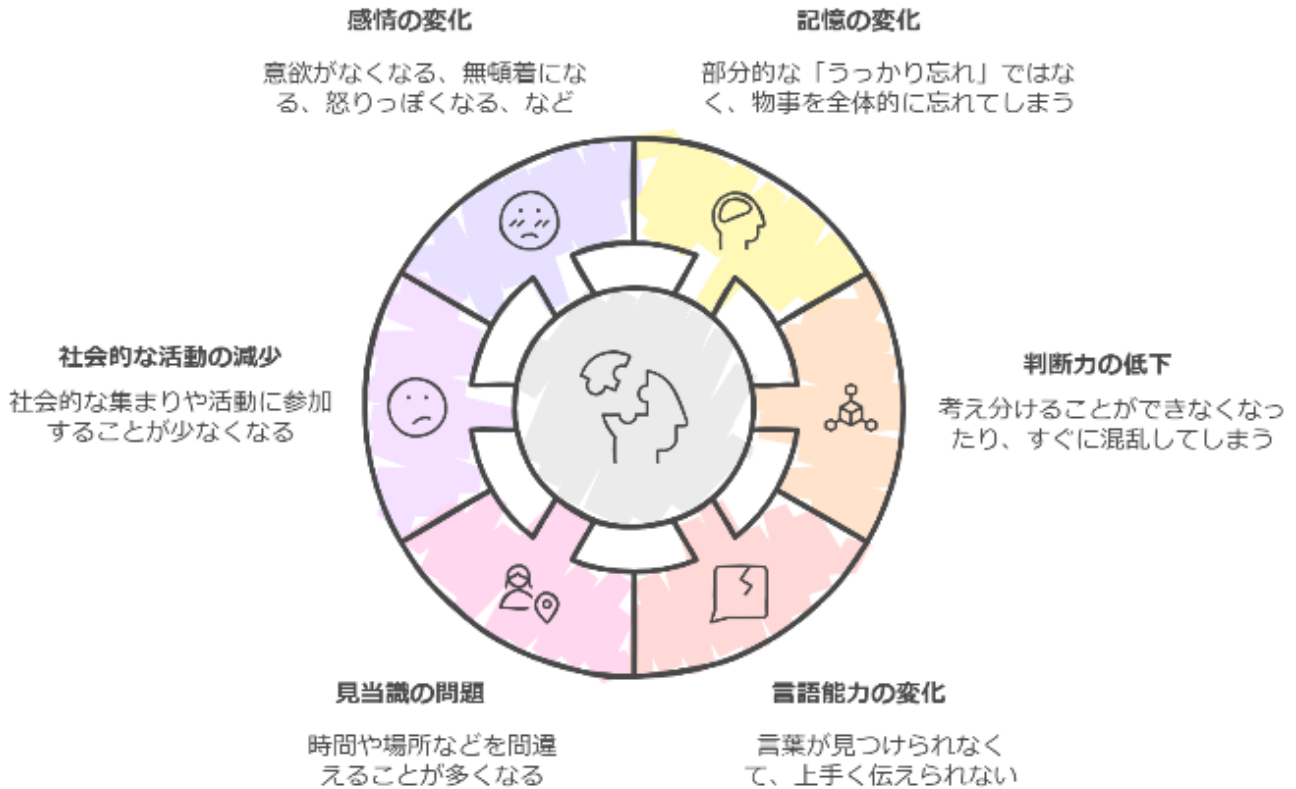 感情の変化
意欲がなくなる、無頓着にな
る、怒りっぽくなる、など
記憶の変化
部分的な「うっかり忘れ」ではな
く、物事を全体的に忘れてしまう
社会的な活動の減少
社会的な集まりや活動に参加
することが少なくなる
判断力の低下
考え分けることができなくなっ
たり、すぐに混乱してしまう
見当識の問題
時間や場所などを間違
えることが多くなる
言語能力の変化
言葉が見つけられなく
て、上手く伝えられない